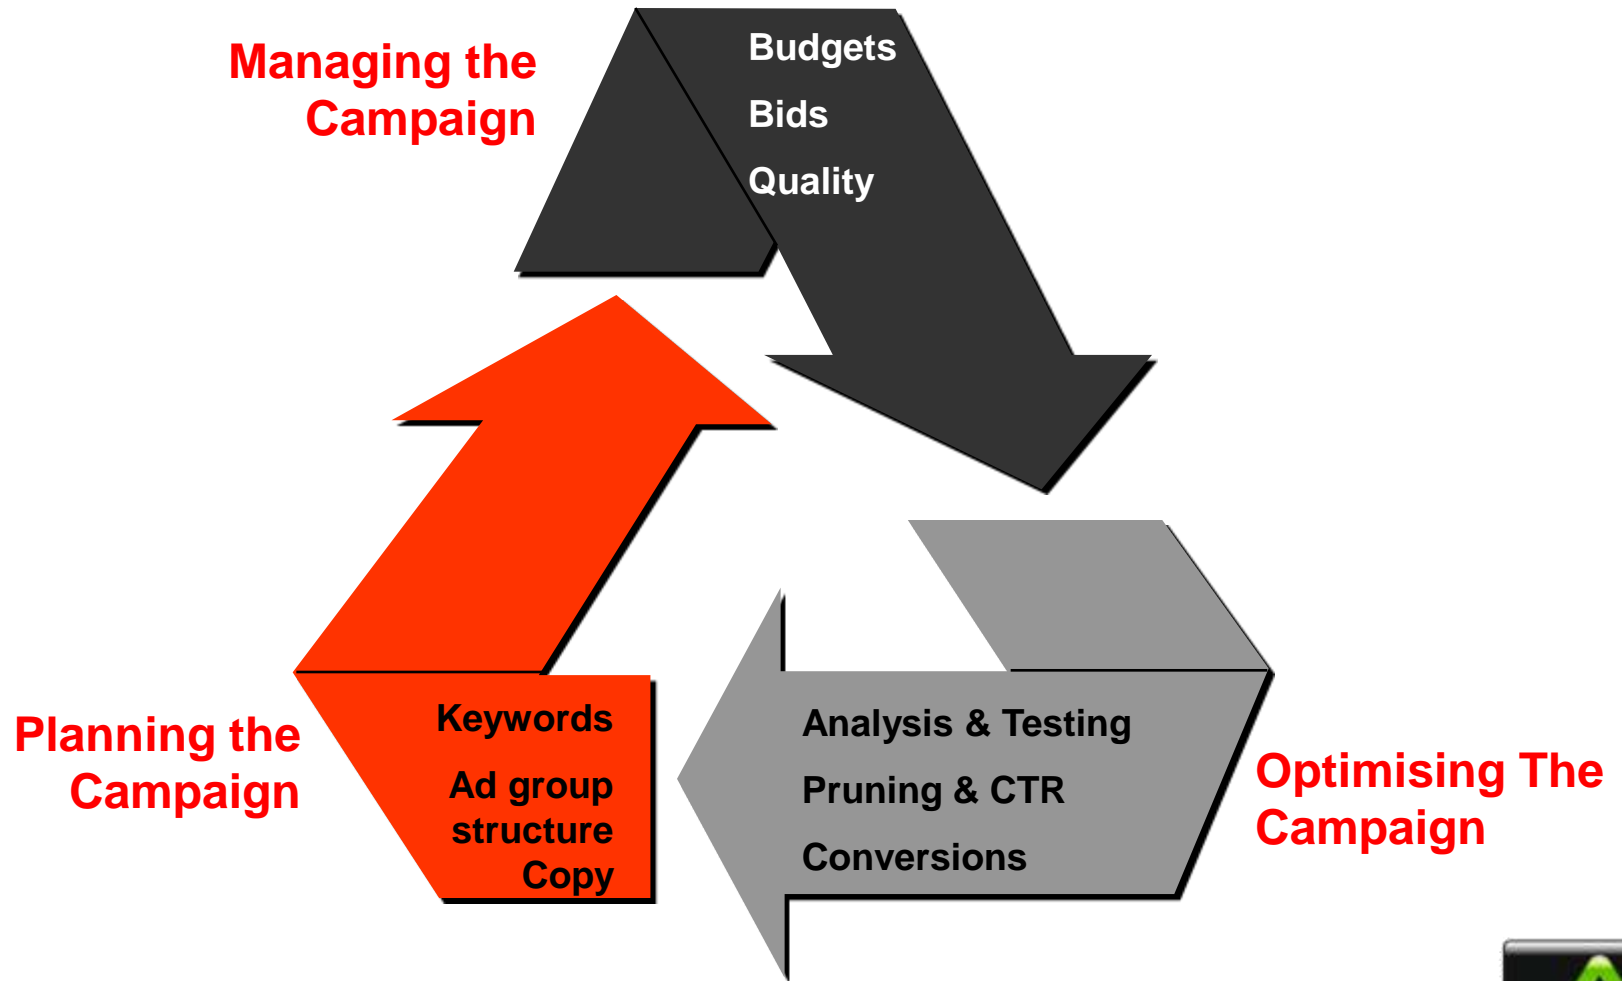 Managing the
Campaign
Budgets
Bids
Quality
Planning the
Campaign
Keywords
Ad group
structure
Copy
Analysis & Testing
Pruning & CTR
Conversions
Optimising The
Campaign